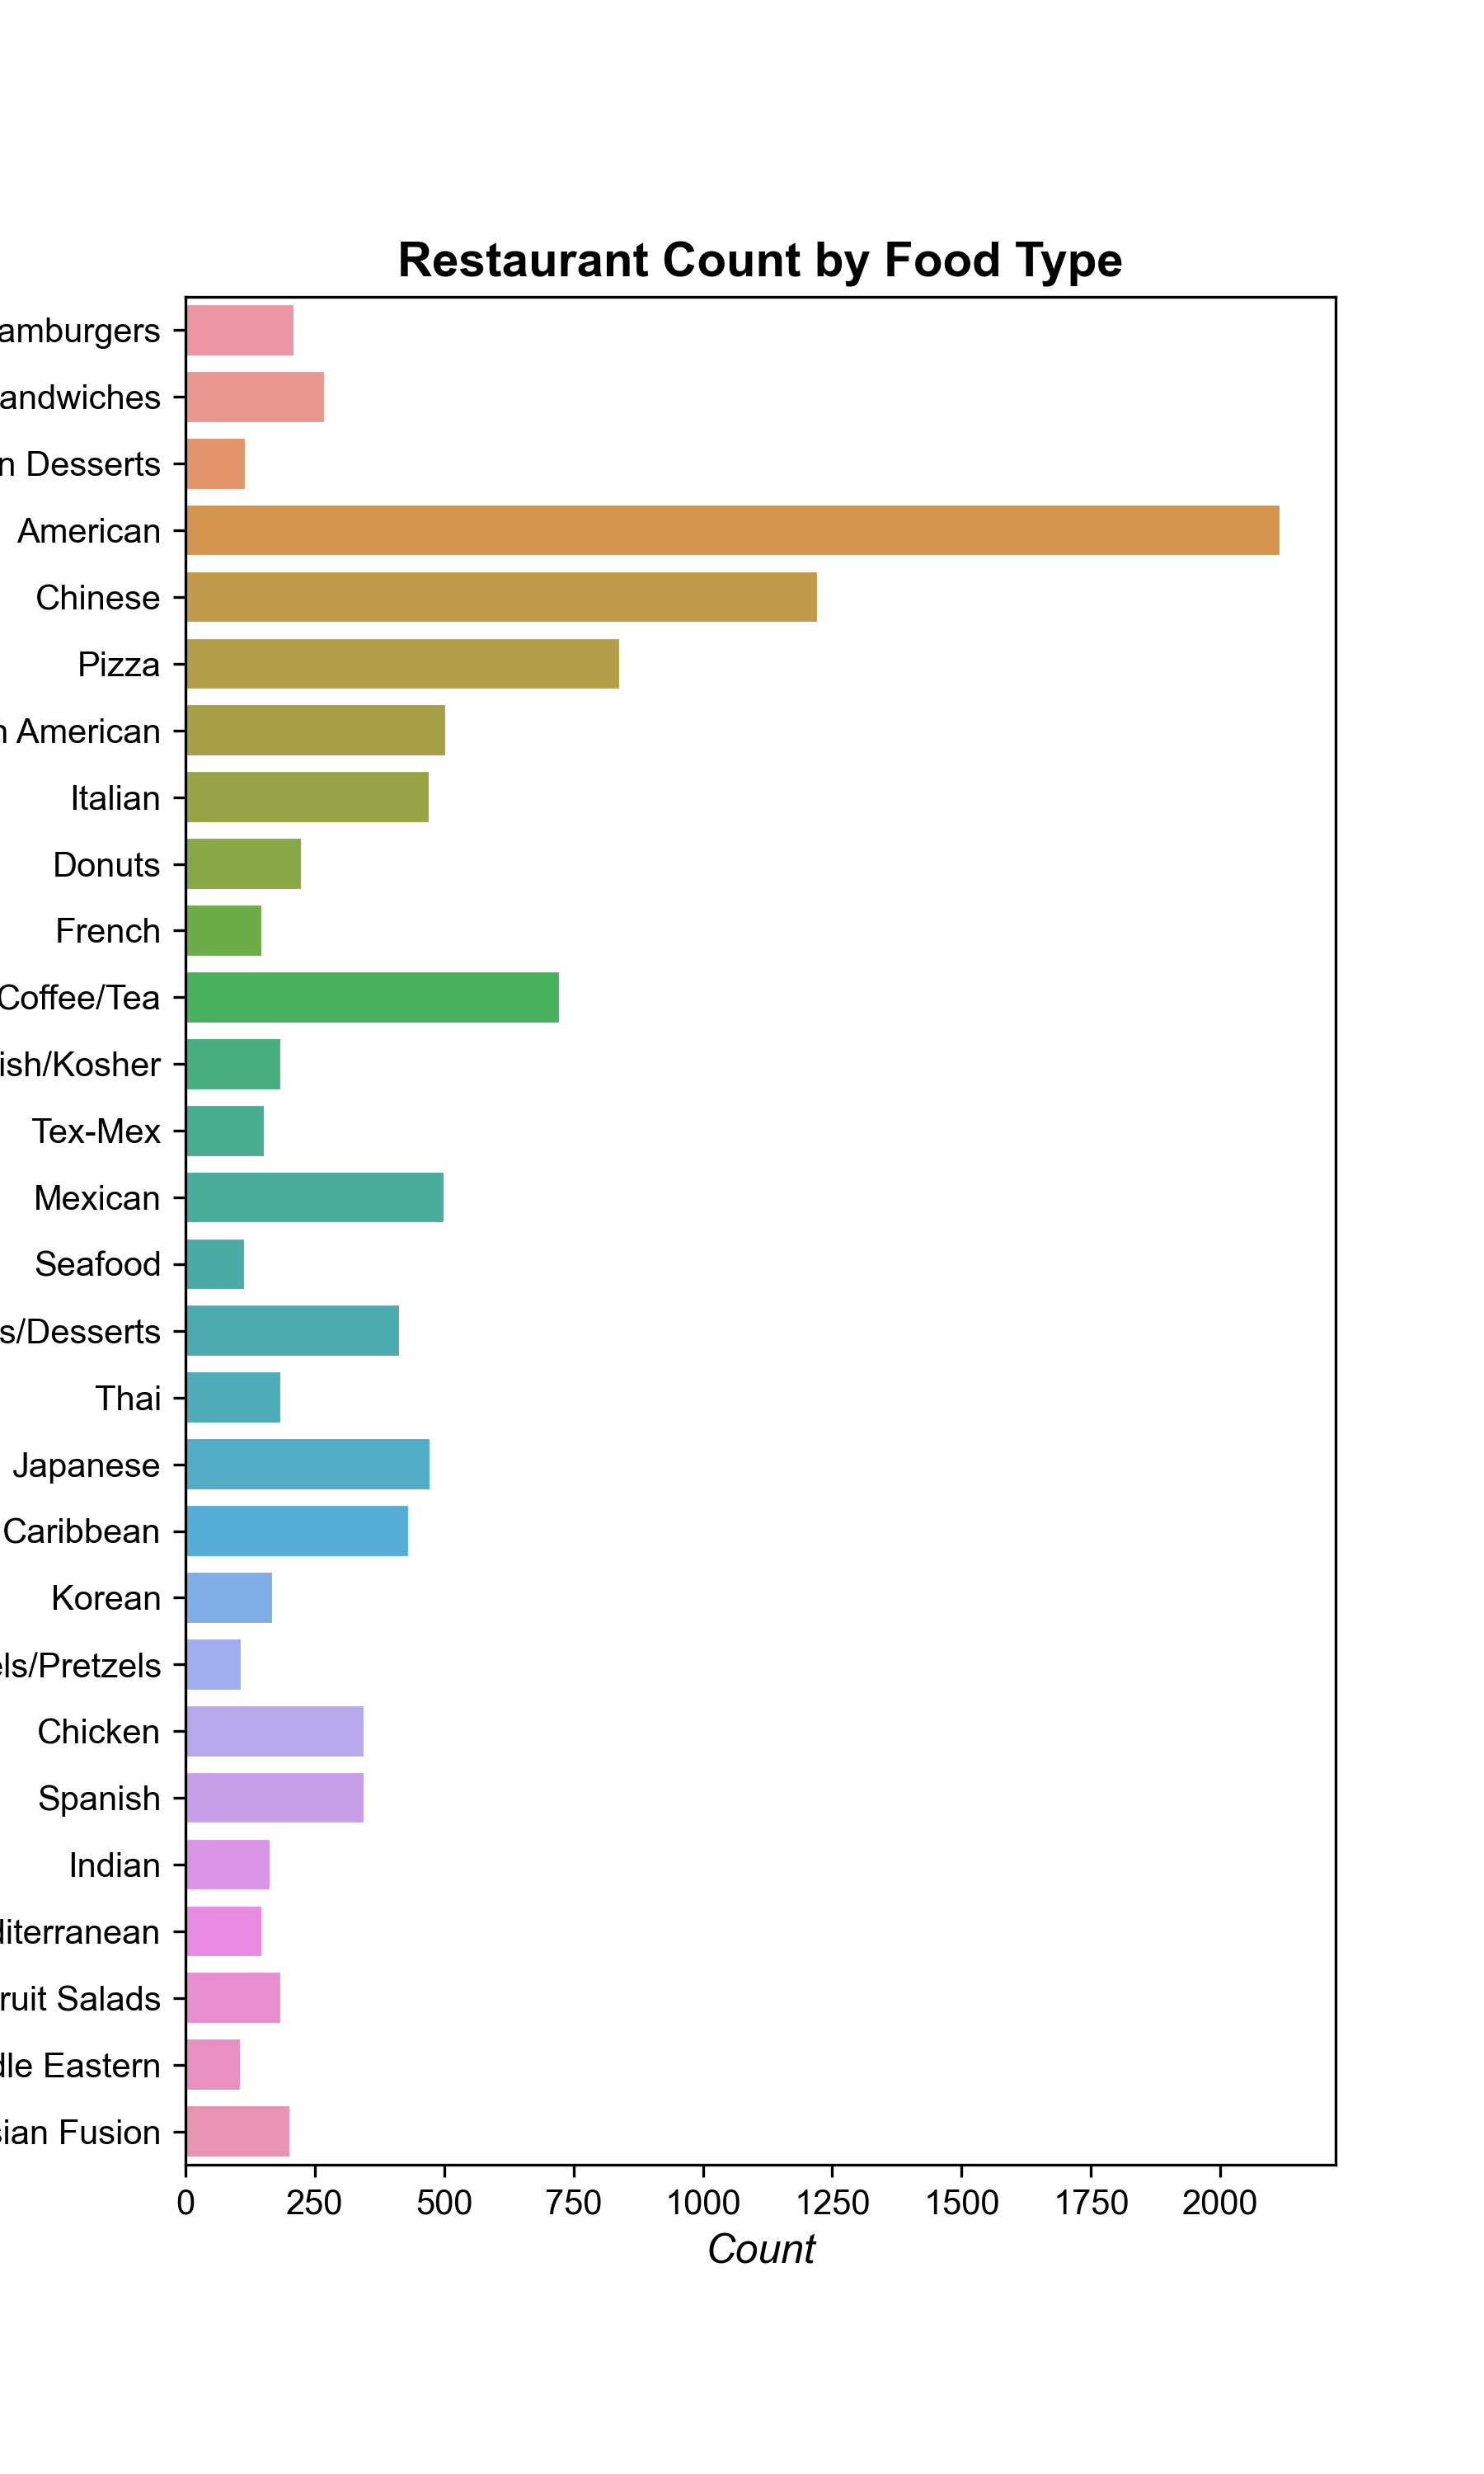 Restaurant Count by Food Type
amburgers
andwiches
n Desserts
American
Chinese
Pizza
n American
Italian
Donuts
French
Coffee/Tea
ish/Kosher
Tex-Mex
Mexican
Seafood
s/Desserts
Thai
Japanese
Caribbean
Korean
els/Pretzels
Chicken
Spanish
Indian
diterranean
ruit Salads
dle Eastern
sian Fusion
0 250 500 750 1000 1250 1500 1750 2000
Count